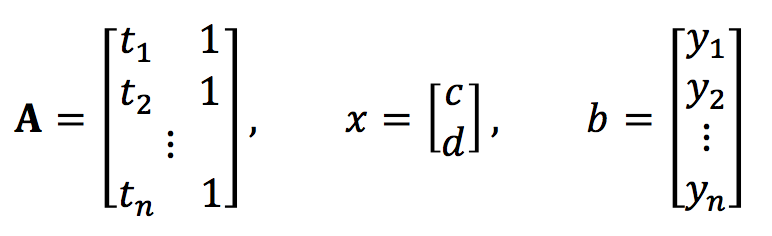 A = [t₁ 1; t₂ 1; ⋮; tₙ 1], x = [c; d], b = [y₁; y₂; ⋮; yₙ]